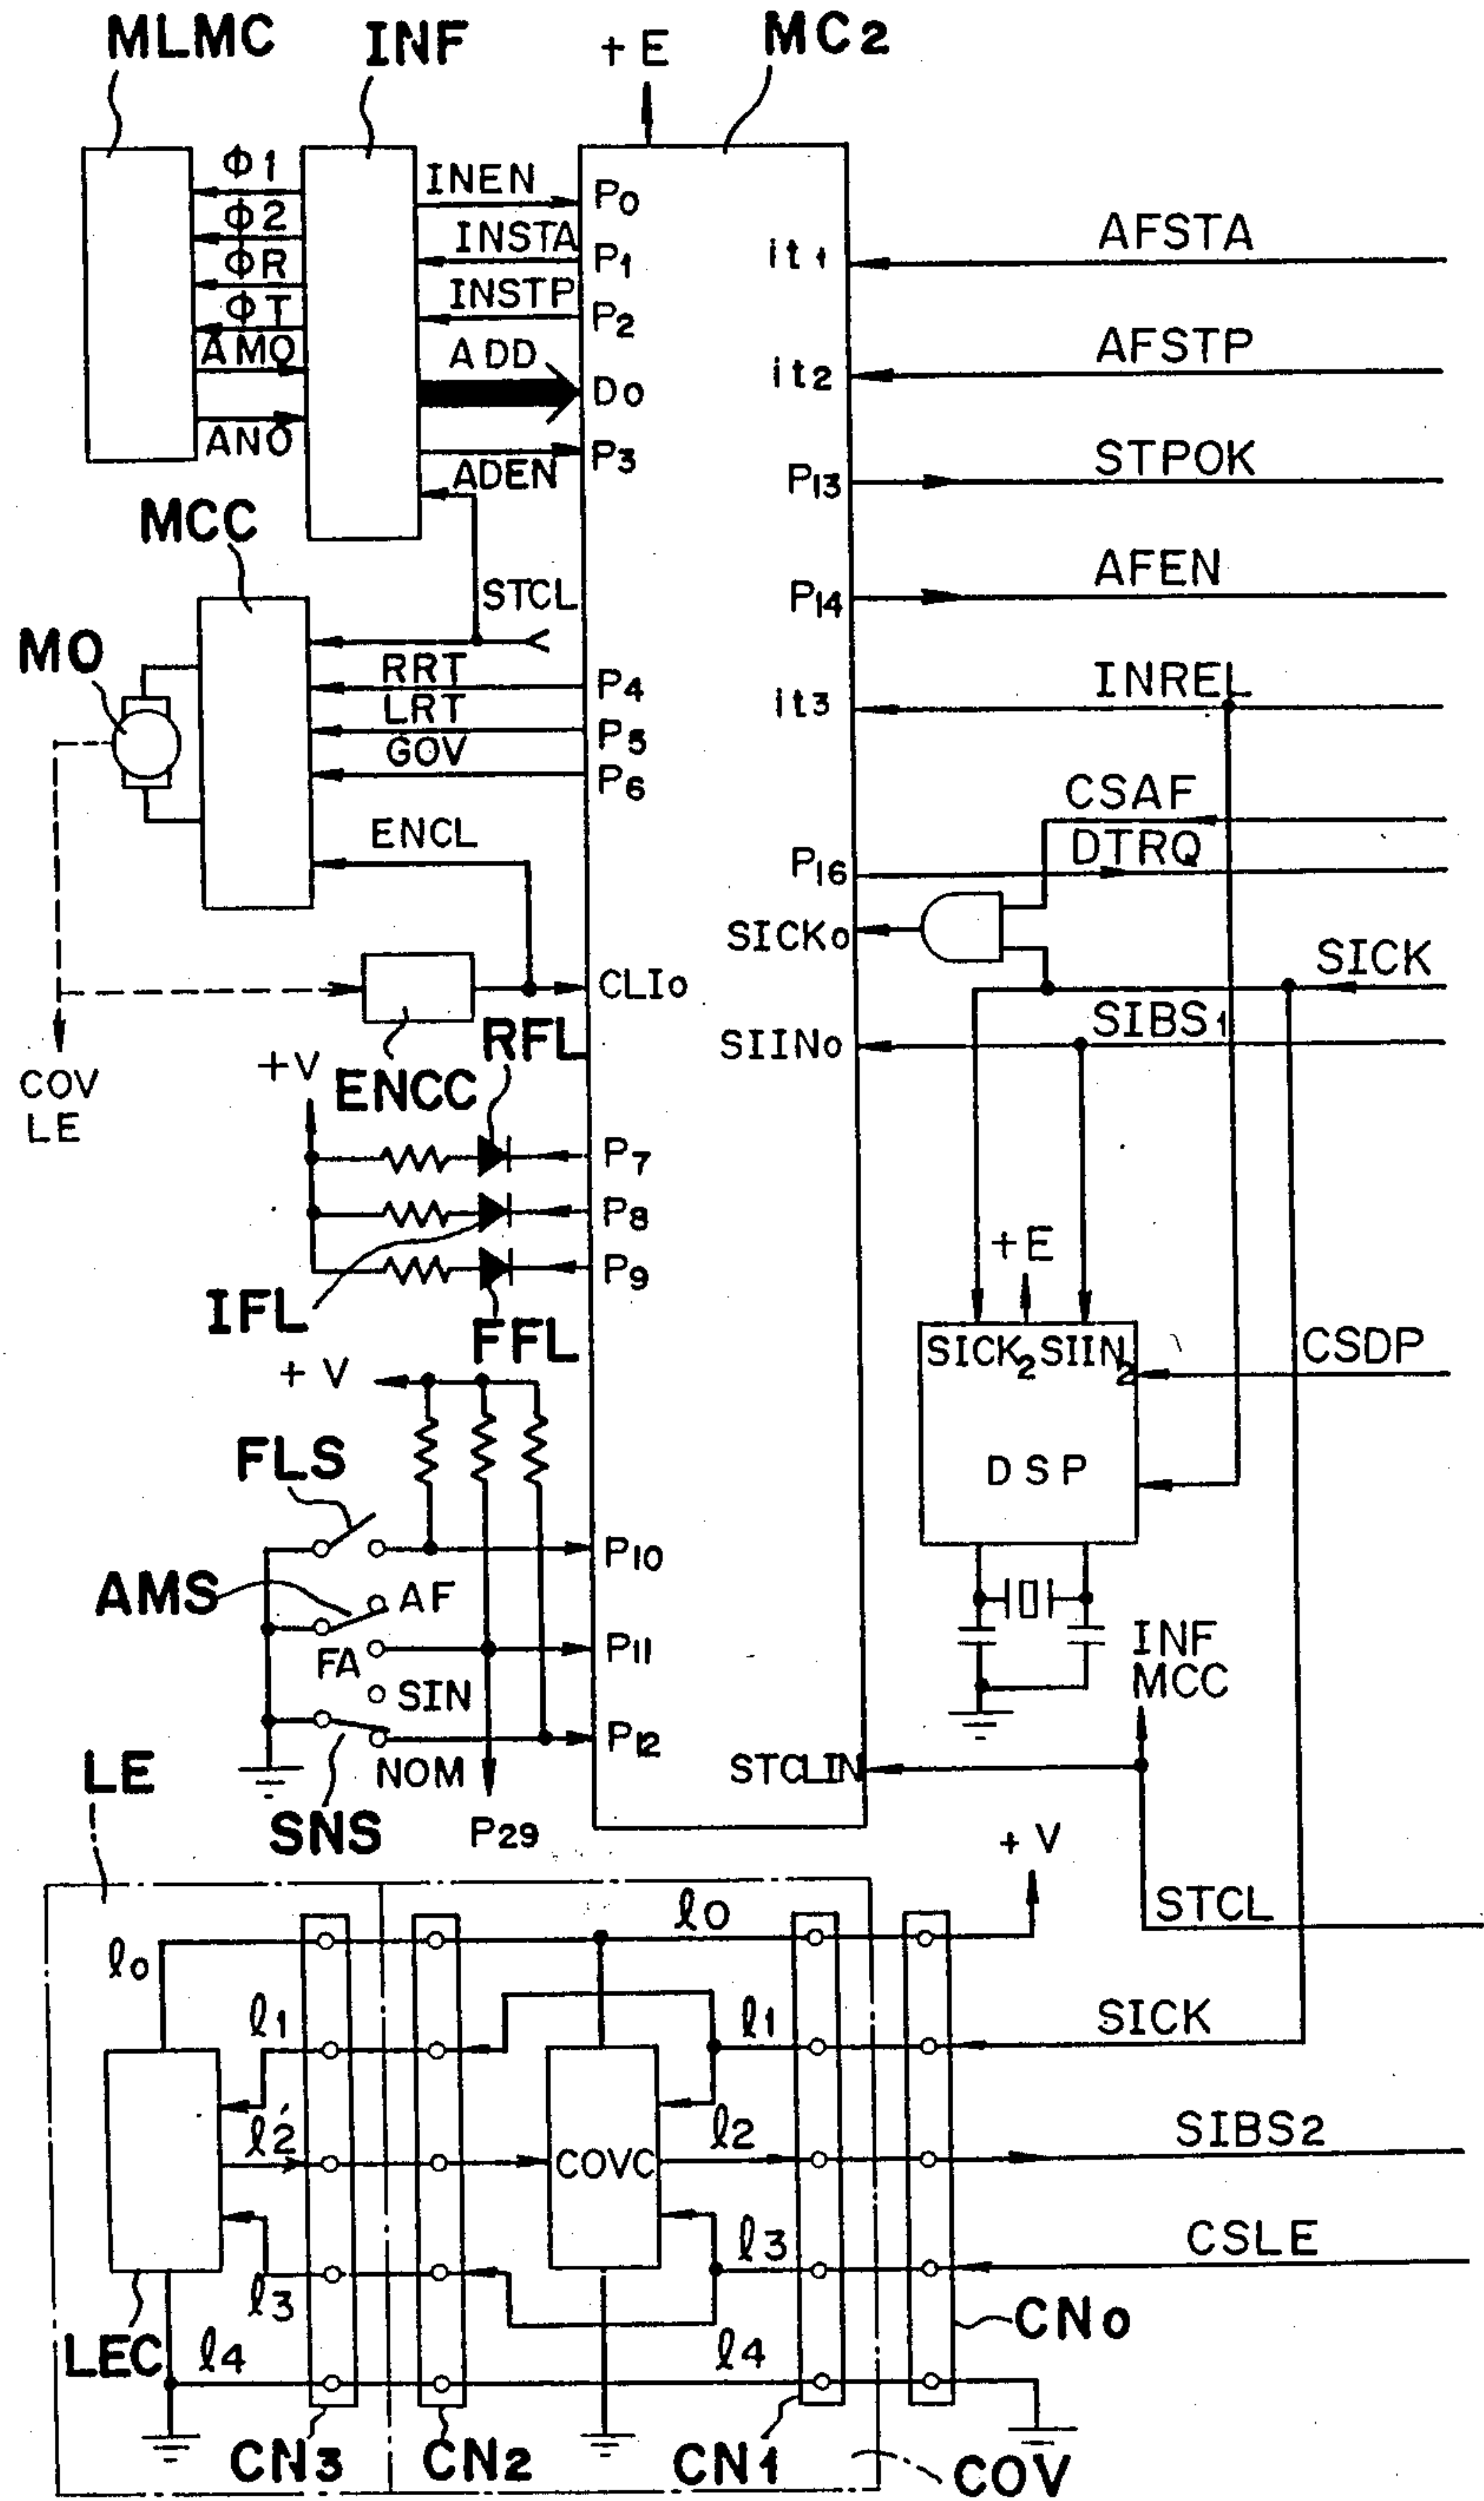 MLMC
INF
+E
MC2
Φ1
Φ2
ΦR
ΦT
AMO
ANO
INEN
INSTA
INSTP
ADD
ADEN
P0
P1
P2
D0
P3
it1
AFSTA
it2
AFSTP
P13
STPOK
P14
AFEN
it3
INREL
MCC
MO
STCL
RRT
LRT
GOV
ENCL
P4
P5
P6
CSAF
P16
DTRQ
SICK0
SICK
CLI0
SIIN0
SIBS1
COV
LE
+V
ENCC
RFL
P7
P8
P9
IFL
FFL
+E
SICK2 SIIN2
DSP
CSDP
+V
FLS
AMS
AF
FA
SIN
NOM
SNS
P10
P11
P12
P29
INF
MCC
STCLIN
+V
STCL
LE
ℓ0
ℓ0
ℓ1
ℓ1
SICK
ℓ2'
COVC
ℓ2
SIBS2
ℓ3
ℓ3
CSLE
LEC
ℓ4
ℓ4
CN0
CN3
CN2
CN1
COV